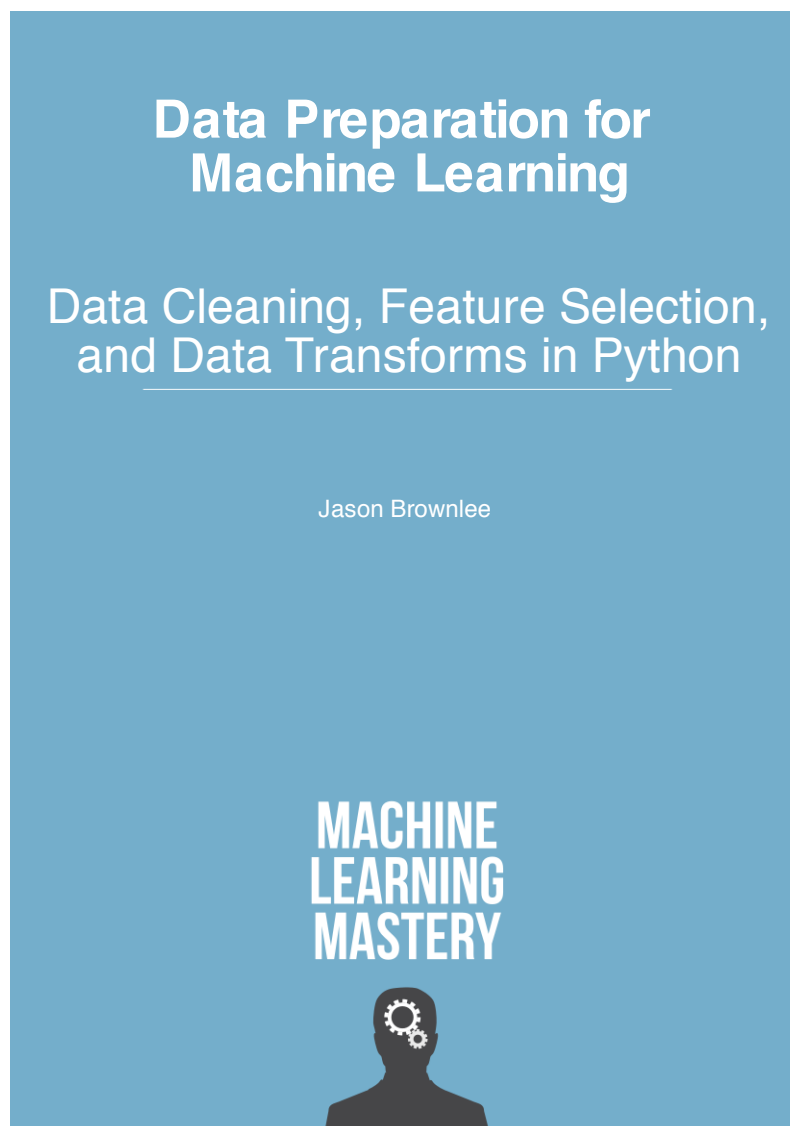 Data Preparation for
Machine Learning
Data Cleaning, Feature Selection,
and Data Transforms in Python
Jason Brownlee
MACHINE
LEARNING
MASTERY